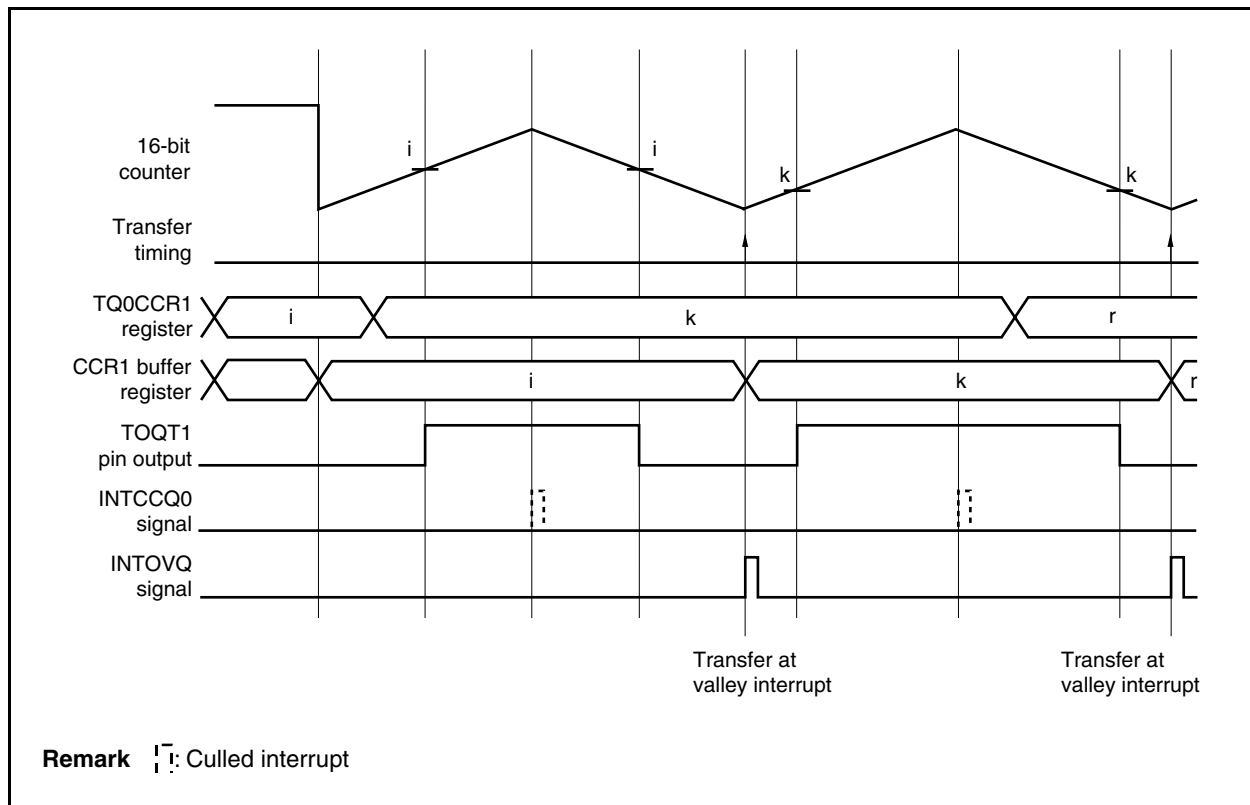 16-bit
counter
i
i
k
k
Transfer
timing
TQ0CCR1
register
i
k
r
CCR1 buffer
register
i
k
r
TOQT1
pin output
INTCCQ0
signal
INTOVQ
signal
Transfer at
valley interrupt
Transfer at
valley interrupt
Remark : Culled interrupt